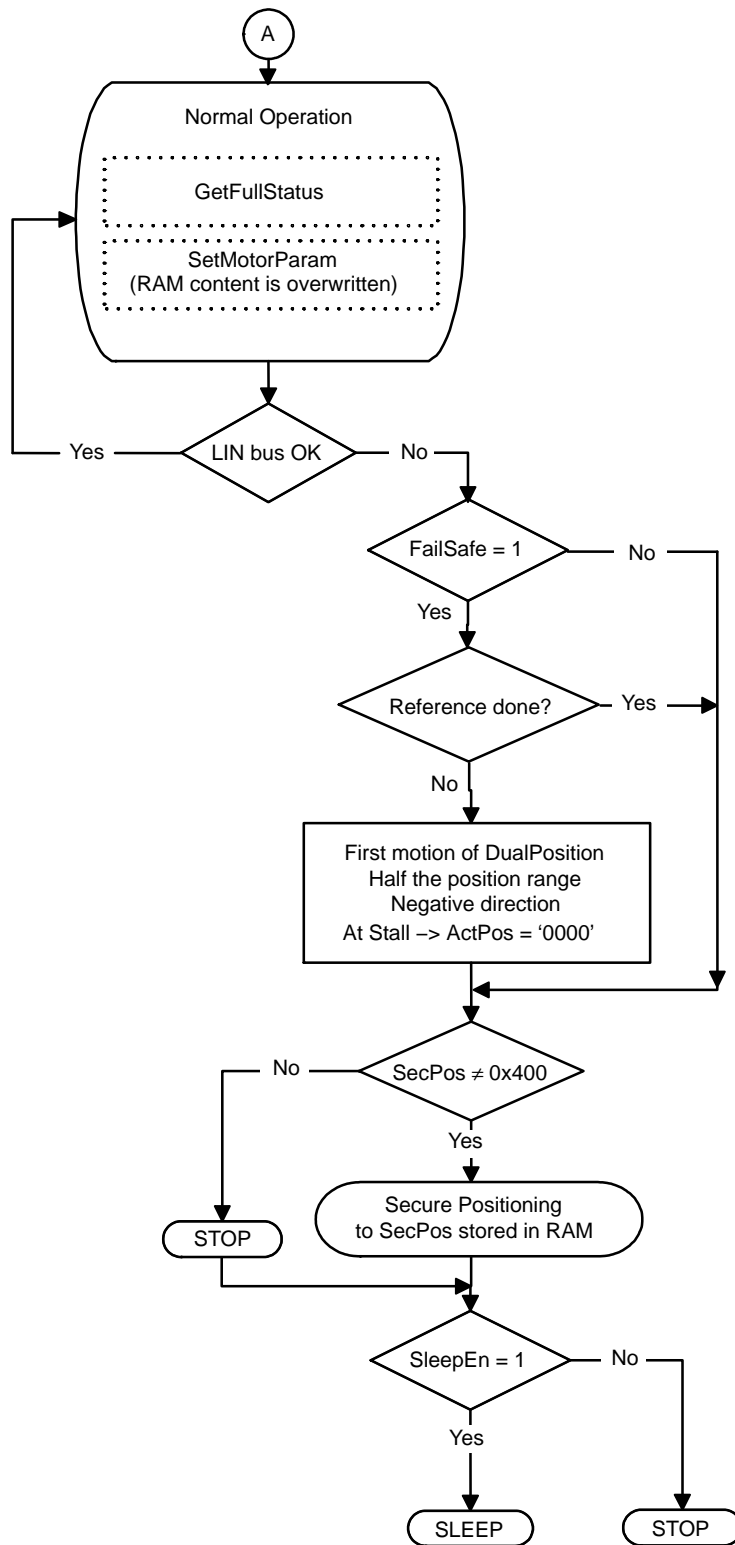 A
Normal Operation
GetFullStatus
SetMotorParam
(RAM content is overwritten)
Yes
LIN bus OK
No
FailSafe = 1
No
Yes
Reference done?
Yes
No
First motion of DualPosition
Half the position range
Negative direction
At Stall −> ActPos = ‘0000’
No
SecPos ≠ 0x400
Yes
Secure Positioning
to SecPos stored in RAM
STOP
SleepEn = 1
No
Yes
SLEEP
STOP